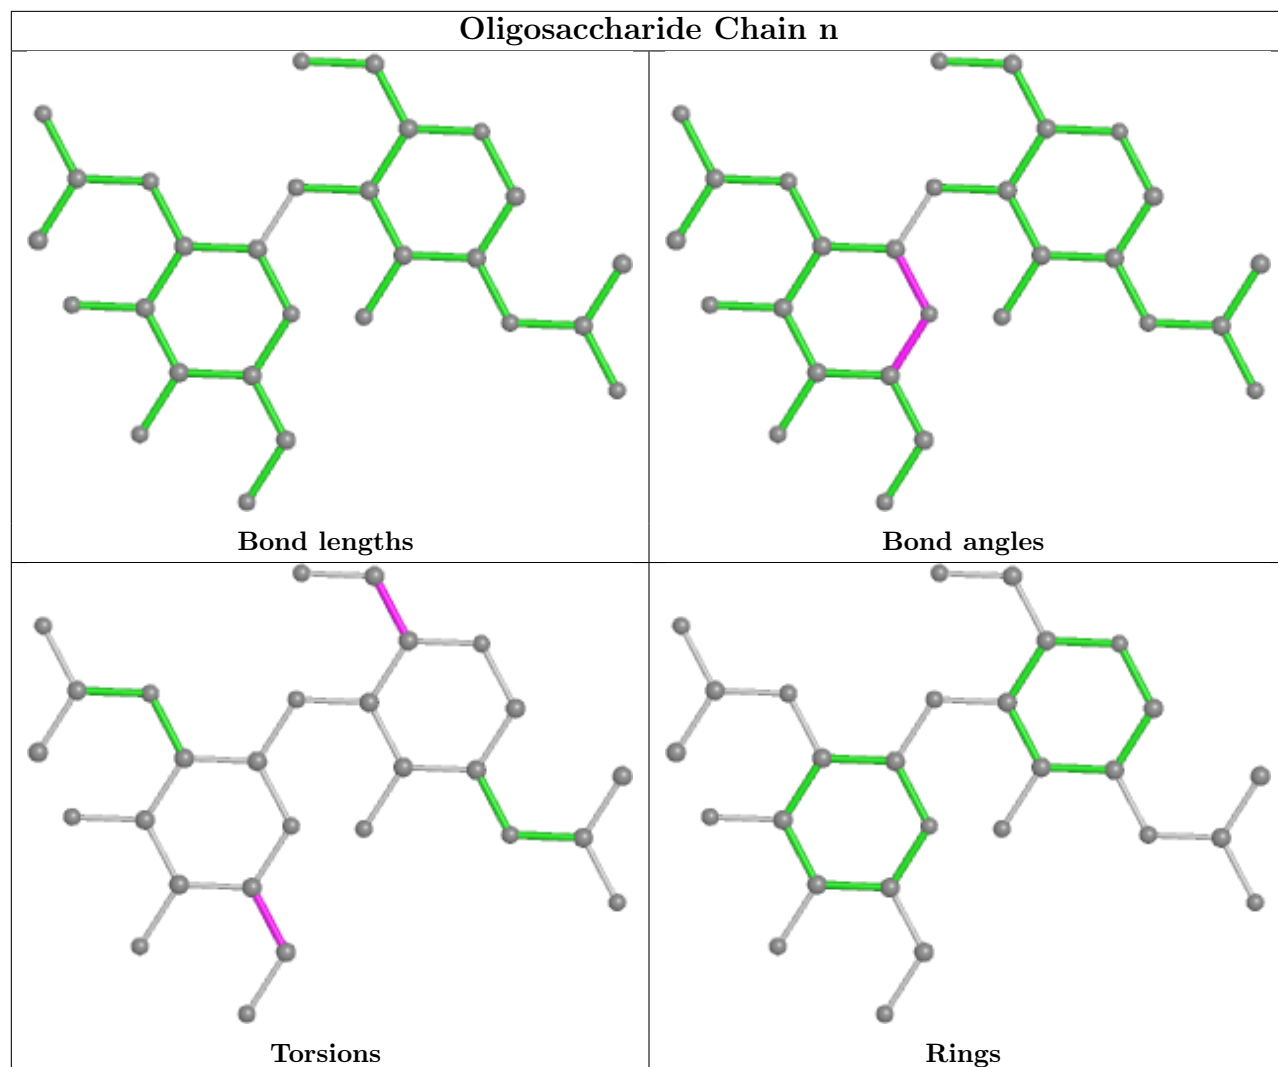 Oligosaccharide Chain n
Bond lengths
Bond angles
Torsions
Rings